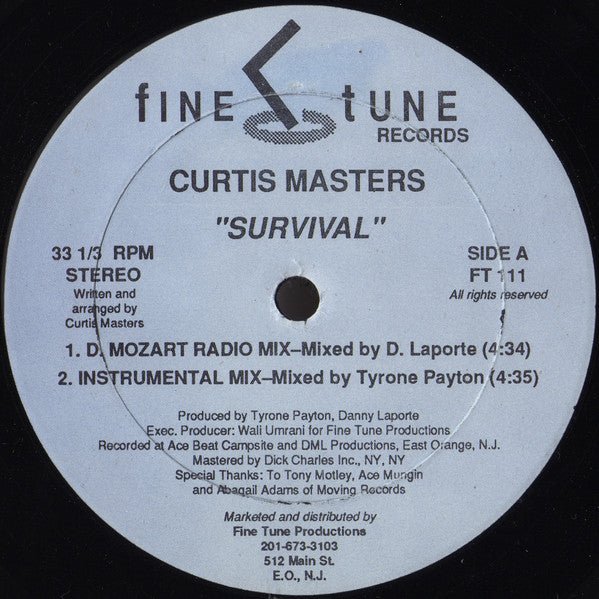 fINE tUNE
RECORDS
CURTIS MASTERS
"SURVIVAL"
33 1/3 RPM
STEREO
Written and
arranged by
Curtis Masters
SIDE A
FT 111
All rights reserved
1. D. MOZART RADIO MIX–Mixed by D. Laporte (4:34)
2. INSTRUMENTAL MIX–Mixed by Tyrone Payton (4:35)
Produced by Tyrone Payton, Danny Laporte
Exec. Producer: Wali Umrani for Fine Tune Productions
Recorded at Ace Beat Campsite and DML Productions, East Orange, N.J.
Mastered by Dick Charles Inc., NY, NY
Special Thanks: To Tony Motley, Ace Mungin
and Abagail Adams of Moving Records
Marketed and distributed by
Fine Tune Productions
201-673-3103
512 Main St.
E.O., N.J.